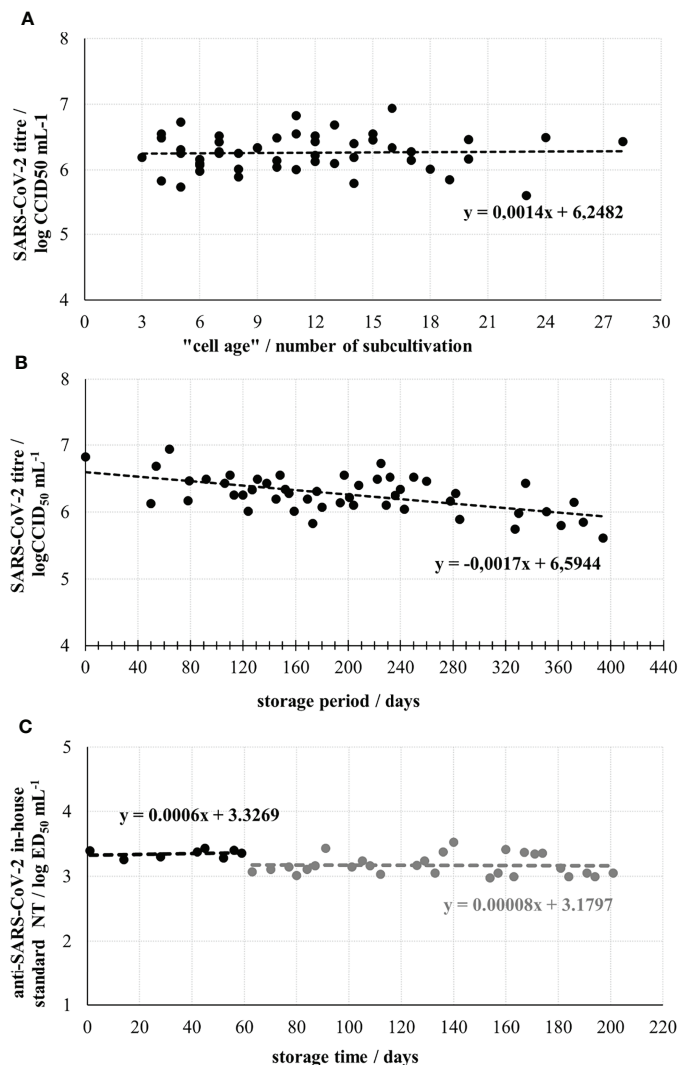 A
SARS-CoV-2 titre /
log CCID50 mL-1
8
7
6
5
4
y = 0,0014x + 6,2482
0 3 6 9 12 15 18 21 24 28 30
"cell age" / number of subcultivation
B
SARS-CoV-2 titre /
logCCID50 mL-1
8
7
6
5
4
y = -0,0017x + 6,5944
0 40 80 120 160 200 240 280 320 360 400 440
storage period / days
C
anti-SARS-CoV-2 in-house
standard NT / log ED50 mL-1
5
4
3
2
1
y = 0.0006x + 3.3269
y = 0.00008x + 3.1797
0 20 40 60 80 100 120 140 160 180 200 220
storage time / days